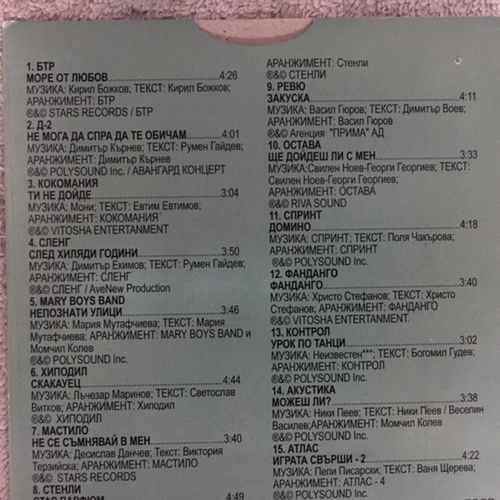 1. БТР
МОРЕ ОТ ЛЮБОВ 4:26
МУЗИКА: Кирил Божков; ТЕКСТ: Кирил Божков;
АРАНЖИМЕНТ: БТР
®&© STARS RECORDS / БТР
2. Д-2
НЕ МОГА ДА СПРА ДА ТЕ ОБИЧАМ 4:01
МУЗИКА: Димитър Кърнев; ТЕКСТ: Румен Гайдев;
АРАНЖИМЕНТ: Димитър Кърнев
®&© POLYSOUND Inc. / АВАНГАРД КОНЦЕРТ
3. КОКОМАНИЯ
ТИ НЕ ДОЙДЕ 3:04
МУЗИКА: Мони; ТЕКСТ: Евтим Евтимов;
АРАНЖИМЕНТ: КОКОМАНИЯ
®&© VITOSHA ENTERTANMENT
4. СЛЕНГ
СЛЕД ХИЛЯДИ ГОДИНИ 3:50
МУЗИКА: Димитър Екимов; ТЕКСТ: Румен Гайдев;
АРАНЖИМЕНТ: СЛЕНГ
®&© СЛЕНГ / AveNew Production
5. MARY BOYS BAND
НЕПОЗНАТИ УЛИЦИ 3:46
МУЗИКА: Мария Мутафчиева; ТЕКСТ: Мария
Мутафчиева; АРАНЖИМЕНТ: MARY BOYS BAND и
Момчил Колев
®&© POLYSOUND Inc.
6. ХИПОДИЛ
СКАКАУЕЦ 4:44
МУЗИКА: Лъчезар Маринов; ТЕКСТ: Светослав
Витков; АРАНЖИМЕНТ: Хиподил
®&© ХИПОДИЛ
7. МАСТИЛО
НЕ СЕ СЪМНЯВАЙ В МЕН 3:40
МУЗИКА: Десислав Данчев; ТЕКСТ: Виктория
Терзийска; АРАНЖИМЕНТ: МАСТИЛО
®&© STARS RECORDS
8. СТЕНЛИ
СТАР ПАРФЮМ 4:49
АРАНЖИМЕНТ: Стенли
®&© СТЕНЛИ
9. РЕВЮ
ЗАКУСКА 4:11
МУЗИКА: Васил Гюров; ТЕКСТ: Димитър Воев;
АРАНЖИМЕНТ: Васил Гюров
®&© Агенция "ПРИМА" АД
10. ОСТАВА
ЩЕ ДОЙДЕШ ЛИ С МЕН 3:33
МУЗИКА:Свилен Ноев-Георги Георгиев; ТЕКСТ:
Свилен Ноев-Георги Георгиев; АРАНЖИМЕНТ:
ОСТАВА
®&© RIVA SOUND
11. СПРИНТ
ДОМИНО 4:18
МУЗИКА: СПРИНТ; ТЕКСТ: Поля Чакърова;
АРАНЖИМЕНТ: СПРИНТ
®&© POLYSOUND Inc.
12. ФАНДАНГО
ФАНДАНГО 3:40
МУЗИКА: Христо Стефанов; ТЕКСТ: Христо
Стефанов, АРАНЖИМЕНТ: ФАНДАНГО
®&© VITOSHA ENTERTANMENT
13. КОНТРОЛ
УРОК ПО ТАНЦИ 3:02
МУЗИКА: Неизвестен***; ТЕКСТ: Богомил Гудев;
АРАНЖИМЕНТ: КОНТРОЛ
®&© POLYSOUND Inc.
14. АКУСТИКА
МОЖЕШ ЛИ? 3:38
МУЗИКА: Ники Пеев; ТЕКСТ: Ники Пеев / Веселин
Василев;АРАНЖИМЕНТ: Момчил Колев
®&© POLYSOUND Inc.
15. АТЛАС
ИГРАТА СВЪРШИ - 2 4:22
МУЗИКА: Пепи Писарски; ТЕКСТ: Ваня Щерева;
АРАНЖИМЕНТ: АТЛАС - 4
®&© POLYSOUND Inc.